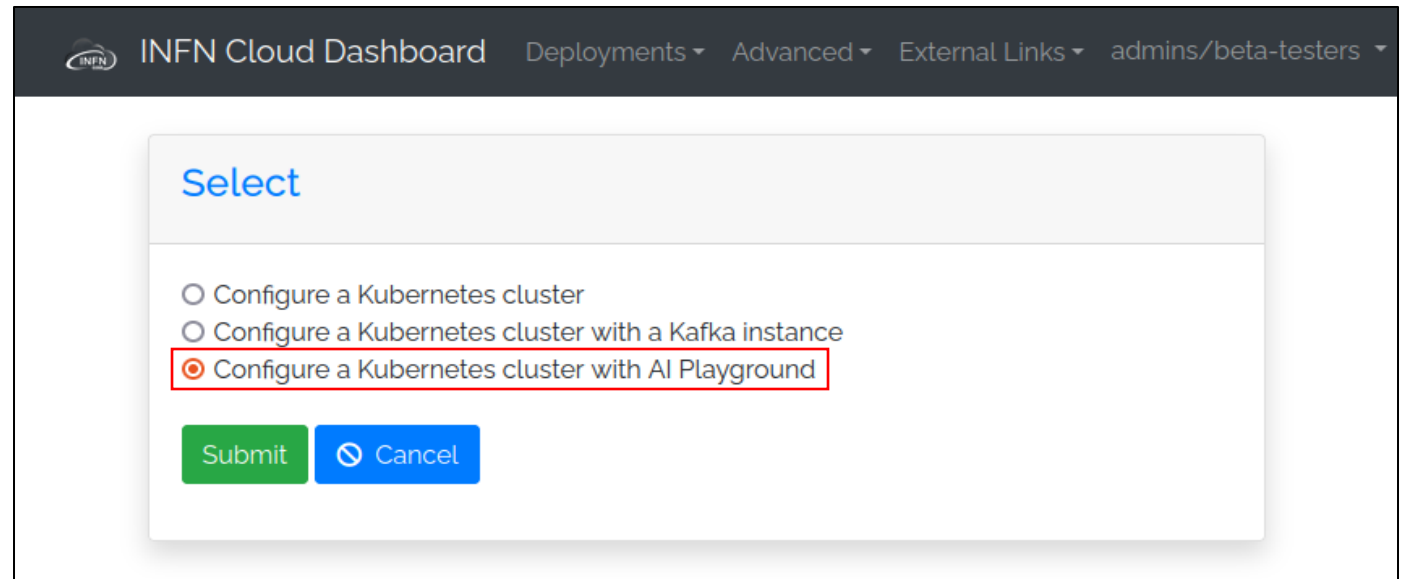 INFN
INFN Cloud Dashboard Deployments Advanced External Links admins/beta-testers
Select
Configure a Kubernetes cluster
Configure a Kubernetes cluster with a Kafka instance
Configure a Kubernetes cluster with AI Playground
Submit Cancel